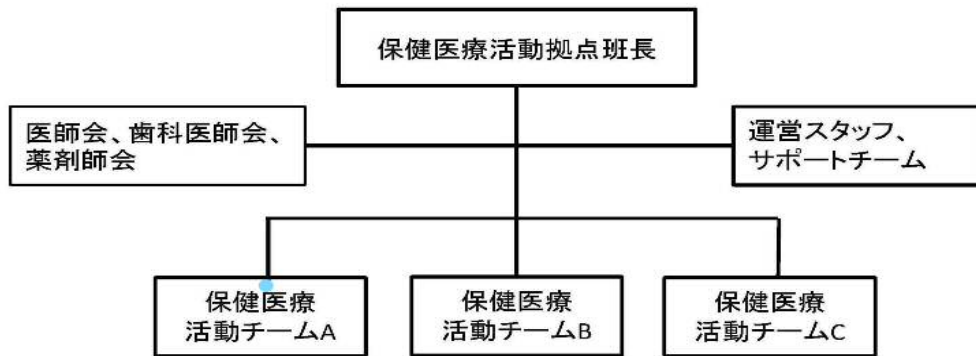 保健医療活動拠点班長
医師会、歯科医師会、
薬剤師会
運営スタッフ、
サポートチーム
保健医療
活動チームA
保健医療
活動チームB
保健医療
活動チームC